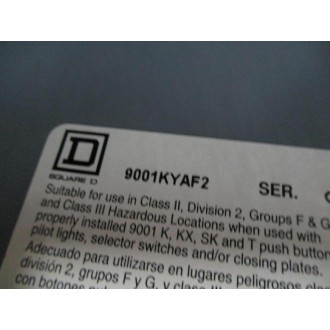 D
SQUARE D
9001KYAF2 SER.
Suitable for use in Class II, Division 2, Groups F & G
and Class III Hazardous Locations when used with
properly installed 9001 K, KX, SK and T push button
pilot lights, selector switches and/or closing plates.
Adecuado para utilizarse en lugares peligrosos
división 2, grupos F y G, y
con botones